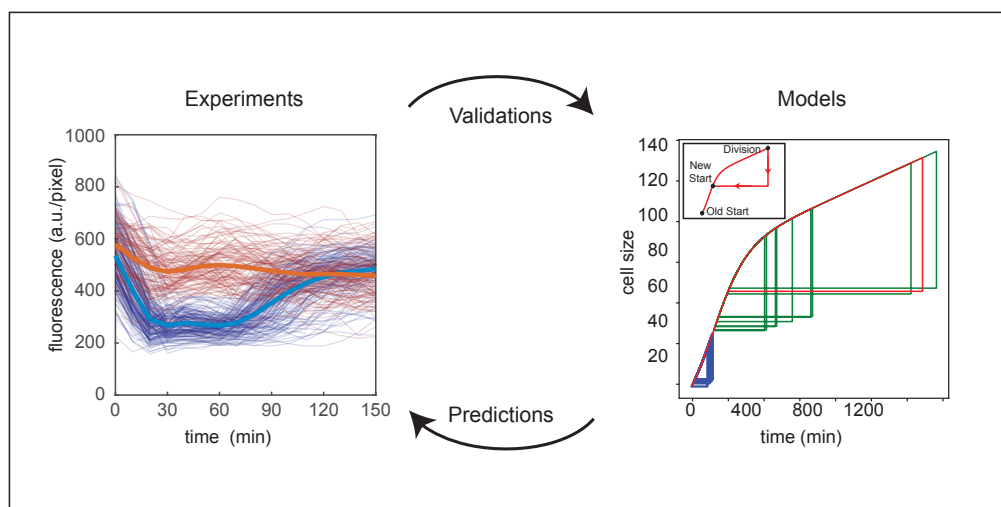 Experiments
Validations
Models
fluorescence (a.u./pixel)
1000
800
600
400
200
0
0 30 60 90 120 150
time (min)
cell size
140
120
100
80
60
40
20
Division
New
Start
Old Start
0 400 800 1200
time (min)
Predictions